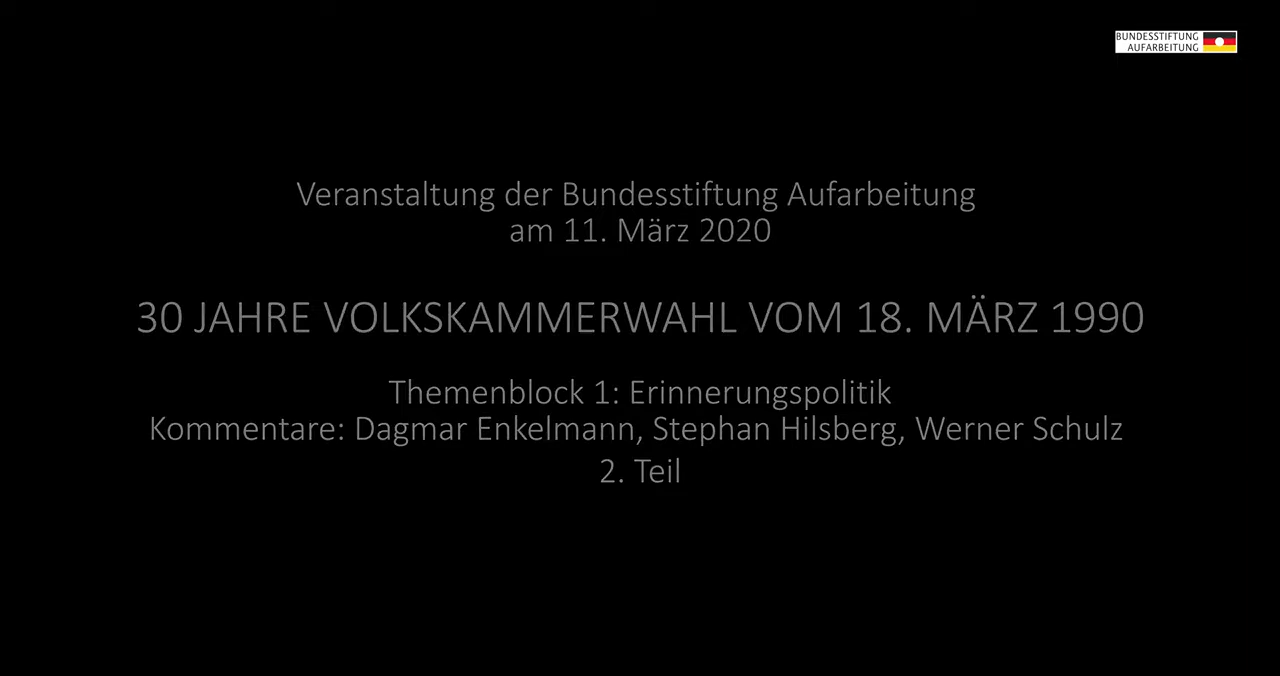 BUNDESSTIFTUNG
AUFARBEITUNG
Veranstaltung der Bundesstiftung Aufarbeitung
am 11. März 2020
30 JAHRE VOLKSKAMMERWAHL VOM 18. MÄRZ 1990
Themenblock 1: Erinnerungspolitik
Kommentare: Dagmar Enkelmann, Stephan Hilsberg, Werner Schulz
2. Teil